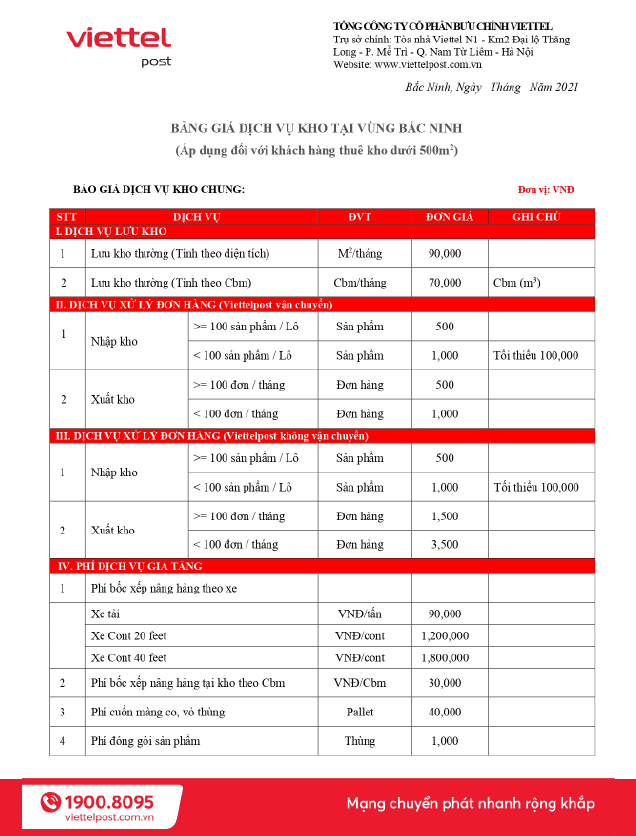 viettel
post
TỔNG CÔNG TY CỔ PHẦN BƯU CHÍNH VIETTEL
Trụ sở chính: Tòa nhà Viettel N1 - Km2 Đại lộ Thăng
Long - P. Mễ Trì - Q. Nam Từ Liêm - Hà Nội
Website: www.viettelpost.com.vn
Bắc Ninh, Ngày Tháng Năm 2021
BẢNG GIÁ DỊCH VỤ KHO TẠI VÙNG BẮC NINH
(Áp dụng đối với khách hàng thuê kho dưới 500m²)
BÁO GIÁ DỊCH VỤ KHO CHUNG: Đơn vị: VNĐ
STT DỊCH VỤ ĐVT ĐƠN GIÁ GHI CHÚ
I. DỊCH VỤ LƯU KHO
1 Lưu kho thường (Tính theo diện tích) M²/tháng 90,000
2 Lưu kho thường (Tính theo Cbm) Cbm/tháng 70,000 Cbm (m³)
II. DỊCH VỤ XỬ LÝ ĐƠN HÀNG (Viettelpost vận chuyển)
1 Nhập kho >= 100 sản phẩm / Lô Sản phẩm 500
< 100 sản phẩm / Lô Sản phẩm 1,000 Tối thiểu 100,000
2 Xuất kho >= 100 đơn / tháng Đơn hàng 500
< 100 đơn / tháng Đơn hàng 1,000
III. DỊCH VỤ XỬ LÝ ĐƠN HÀNG (Viettelpost không vận chuyển)
1 Nhập kho >= 100 sản phẩm / Lô Sản phẩm 500
< 100 sản phẩm / Lô Sản phẩm 1,000 Tối thiểu 100,000
2 Xuất kho >= 100 đơn / tháng Đơn hàng 1,500
< 100 đơn / tháng Đơn hàng 3,500
IV. PHÍ DỊCH VỤ GIA TĂNG
1 Phí bốc xếp nâng hàng theo xe
Xe tải VNĐ/tấn 90,000
Xe Cont 20 feet VNĐ/cont 1,200,000
Xe Cont 40 feet VNĐ/cont 1,800,000
2 Phí bốc xếp nâng hàng tại kho theo Cbm VNĐ/Cbm 30,000
3 Phí cuốn màng co, vỏ thùng Pallet 40,000
4 Phí đóng gói sản phẩm Thùng 1,000
1900.8095
viettelpost.com.vn
Mạng chuyển phát nhanh rộng khắp